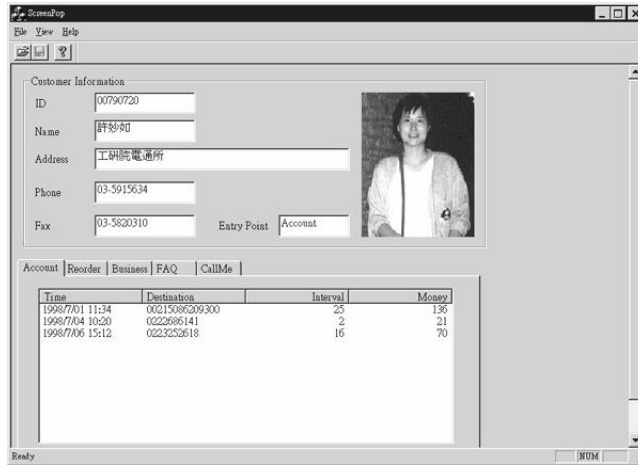 ScreenPop
File View Help
Customer Information
ID 00790720
Name 許妙如
Address 工研院電通所
Phone 03-5915634
Fax 03-5820310 Entry Point Account
Account Reorder Business FAQ CallMe
Time Destination Interval Money
1998/7/01 11:34 00215086209300 25 136
1998/7/04 10:20 0222686141 2 21
1998/7/06 15:12 0223252618 16 70
Ready NUM